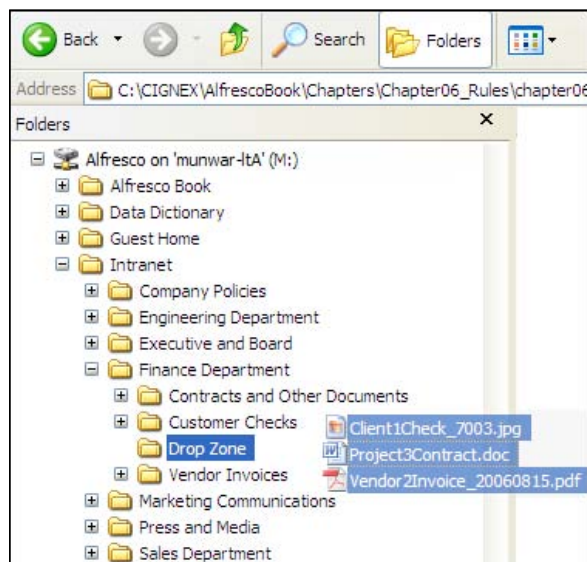 Back Search Folders
Address C:\CIGNEX\AlfrescoBook\Chapters\Chapter06_Rules\chapter06
Folders
Alfresco on 'munwar-ltA' (M:)
Alfresco Book
Data Dictionary
Guest Home
Intranet
Company Policies
Engineering Department
Executive and Board
Finance Department
Contracts and Other Documents
Customer Checks
Client1Check_7003.jpg
Drop Zone
Project3Contract.doc
Vendor Invoices
Vendor2Invoice_20060815.pdf
Marketing Communications
Press and Media
Sales Department